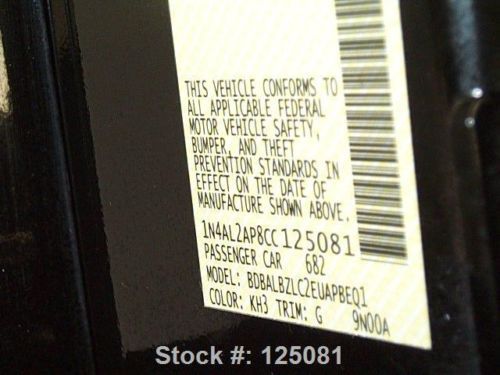 THIS VEHICLE CONFORMS TO
ALL APPLICABLE FEDERAL
MOTOR VEHICLE SAFETY,
BUMPER, AND THEFT
PREVENTION STANDARDS IN
EFFECT ON THE DATE OF
MANUFACTURE SHOWN ABOVE.
1N4AL2AP8CC125081
PASSENGER CAR 682
MODEL: BDBALBZLC2EUAPBEQ1
COLOR: KH3 TRIM: G 9N00A
Stock #: 125081